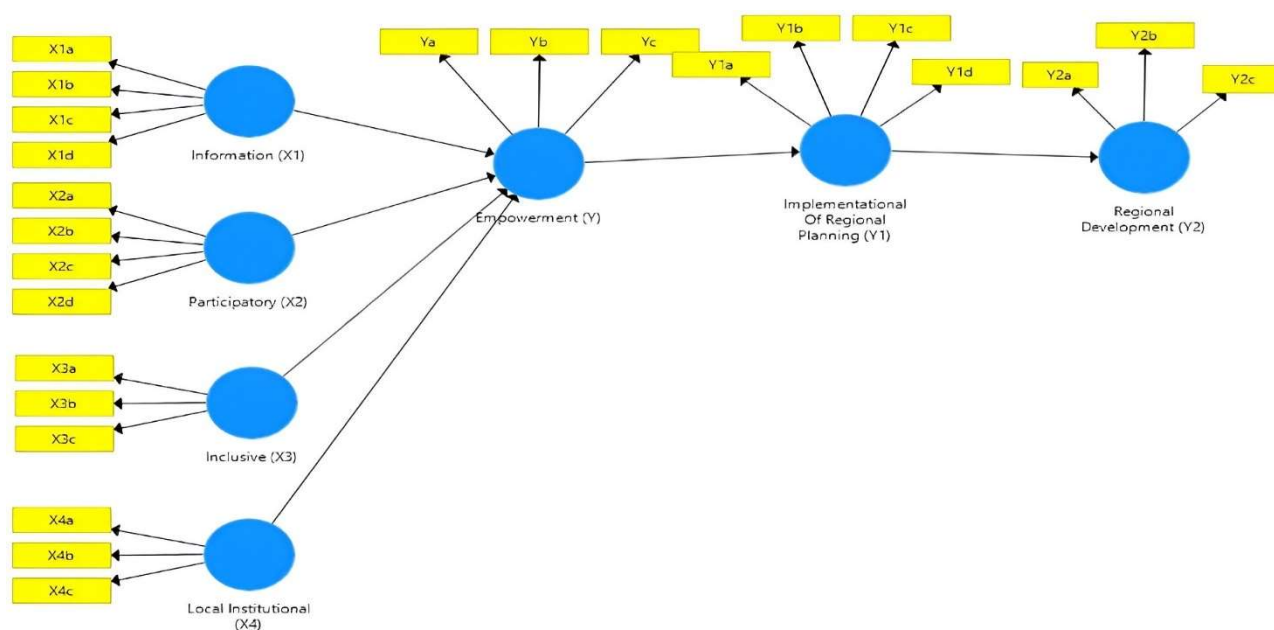 X1a
X1b
X1c
X1d
Information (X1)
X2a
X2b
X2c
X2d
Participatory (X2)
X3a
X3b
X3c
Inclusive (X3)
X4a
X4b
X4c
Local Institutional
(X4)
Ya
Yb
Yc
Empowerment (Y)
Y1a
Y1b
Y1c
Y1d
Implementational
Of Regional
Planning (Y1)
Y2a
Y2b
Y2c
Regional
Development (Y2)